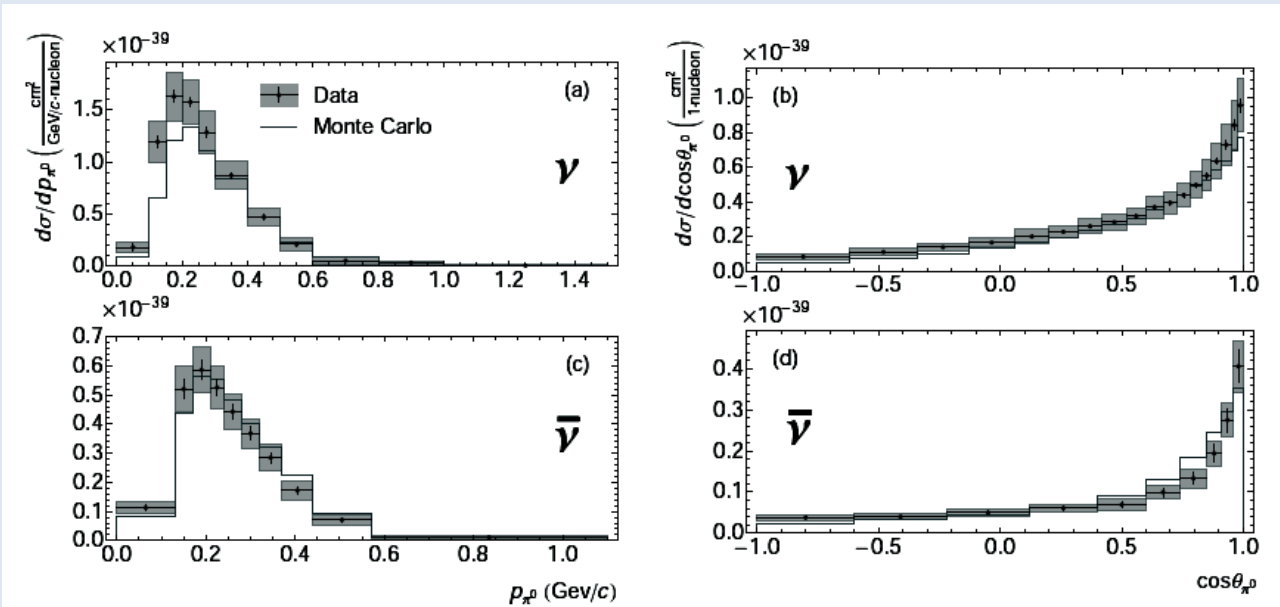 ×10⁻³⁹
dσ/dp_π⁰ (cm²/GeV/c·nucleon)
Data
Monte Carlo
(a)
ν
1.5
1.0
0.5
0.0
0.0 0.2 0.4 0.6 0.8 1.0 1.2 1.4
×10⁻³⁹
dσ/dcosθ_π⁰ (cm²/1·nucleon)
(b)
ν
1.0
0.8
0.6
0.4
0.2
0.0
−1.0 −0.5 0.0 0.5 1.0
×10⁻³⁹
(c)
ν̄
0.7
0.6
0.5
0.4
0.3
0.2
0.1
0.0
0.0 0.2 0.4 0.6 0.8 1.0
p_π⁰ (Gev/c)
×10⁻³⁹
(d)
ν̄
0.4
0.3
0.2
0.1
0.0
−1.0 −0.5 0.0 0.5 1.0
cosθ_π⁰